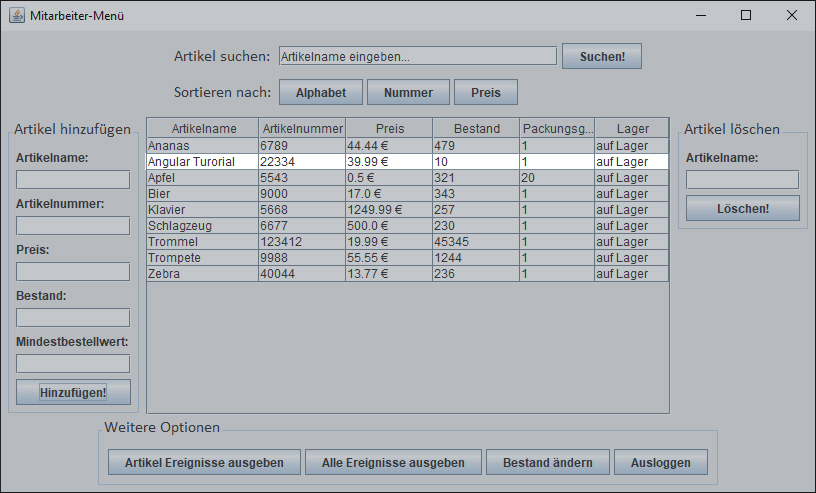 Mitarbeiter-Menü
Artikel suchen: Artikelname eingeben... Suchen!
Sortieren nach: Alphabet Nummer Preis
Artikel hinzufügen
Artikelname:
Artikelnummer:
Preis:
Bestand:
Mindestbestellwert:
Hinzufügen!
Artikelname Artikelnummer Preis Bestand Packungsg... Lager
Ananas 6789 44.44 € 479 1 auf Lager
Angular Turorial 22334 39.99 € 10 1 auf Lager
Apfel 5543 0.5 € 321 20 auf Lager
Bier 9000 17.0 € 343 1 auf Lager
Klavier 5668 1249.99 € 257 1 auf Lager
Schlagzeug 6677 500.0 € 230 1 auf Lager
Trommel 123412 19.99 € 45345 1 auf Lager
Trompete 9988 55.55 € 1244 1 auf Lager
Zebra 40044 13.77 € 236 1 auf Lager
Artikel löschen
Artikelname:
Löschen!
Weitere Optionen
Artikel Ereignisse ausgeben Alle Ereignisse ausgeben Bestand ändern Ausloggen